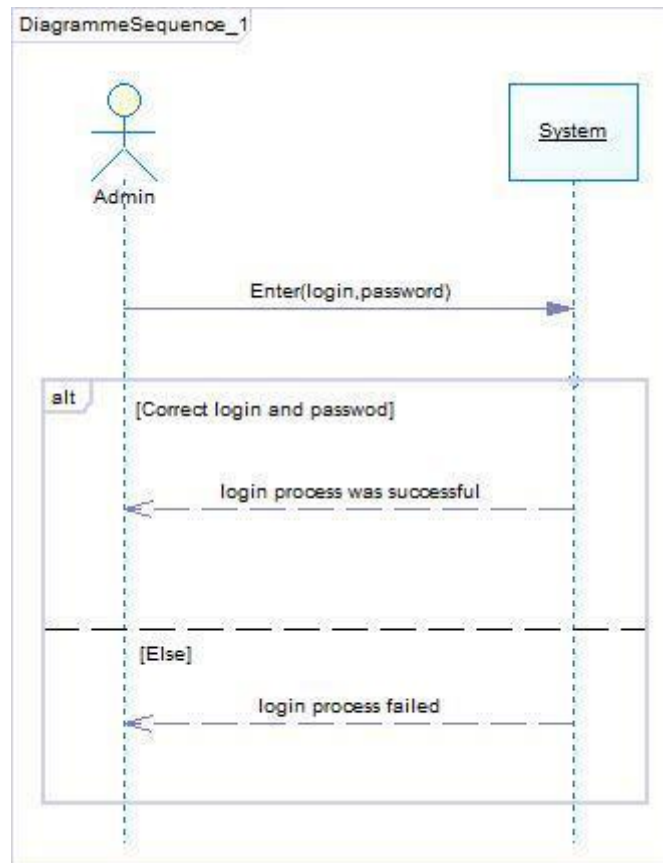 DiagrammeSequence_1
System
Admin
Enter(login,password)
alt
[Correct login and passwod]
login process was successful
[Else]
login process failed